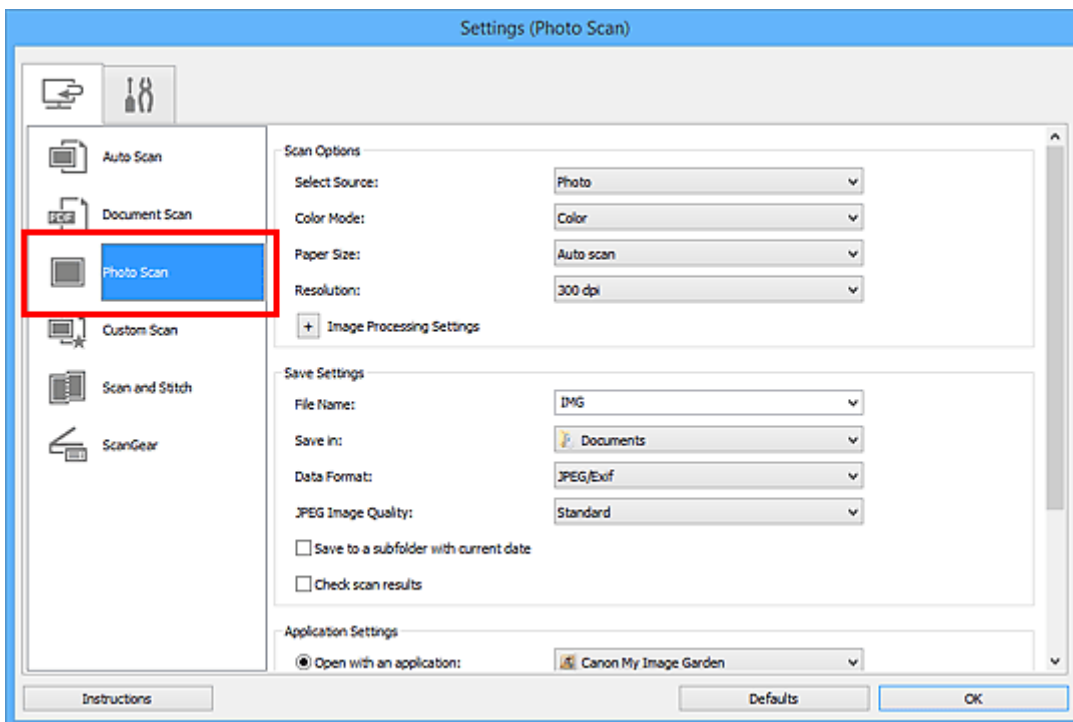 Settings (Photo Scan)
Auto Scan
PDF
Document Scan
Photo Scan
Custom Scan
Scan and Stitch
ScanGear
Scan Options
Select Source: Photo
Color Mode: Color
Paper Size: Auto scan
Resolution: 300 dpi
+ Image Processing Settings
Save Settings
File Name: IMG
Save in: Documents
Data Format: JPEG/Exif
JPEG Image Quality: Standard
Save to a subfolder with current date
Check scan results
Application Settings
Open with an application: Canon My Image Garden
Instructions Defaults OK